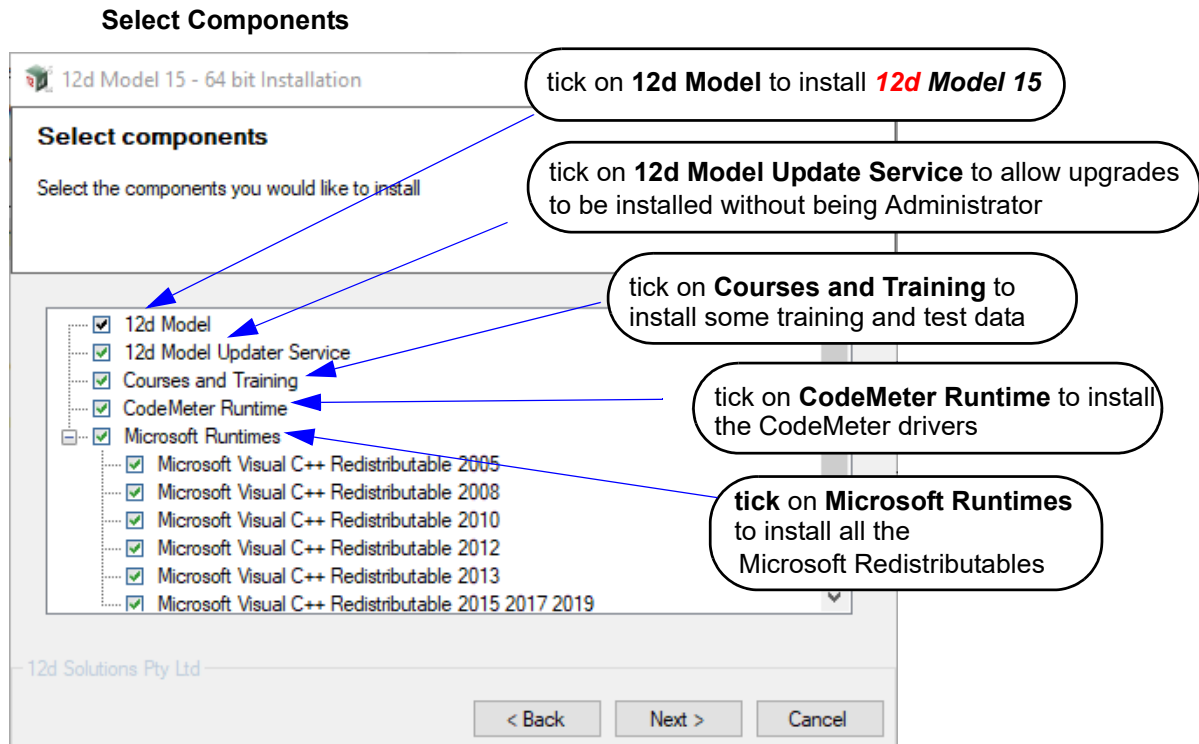 Select Components
12d Model 15 - 64 bit Installation
tick on 12d Model to install 12d Model 15
Select components
Select the components you would like to install
tick on 12d Model Update Service to allow upgrades
to be installed without being Administrator
tick on Courses and Training to
install some training and test data
12d Model
12d Model Updater Service
Courses and Training
CodeMeter Runtime
tick on CodeMeter Runtime to install
the CodeMeter drivers
Microsoft Runtimes
Microsoft Visual C++ Redistributable 2005
Microsoft Visual C++ Redistributable 2008
Microsoft Visual C++ Redistributable 2010
Microsoft Visual C++ Redistributable 2012
Microsoft Visual C++ Redistributable 2013
Microsoft Visual C++ Redistributable 2015 2017 2019
tick on Microsoft Runtimes
to install all the
Microsoft Redistributables
12d Solutions Pty Ltd
< Back
Next >
Cancel